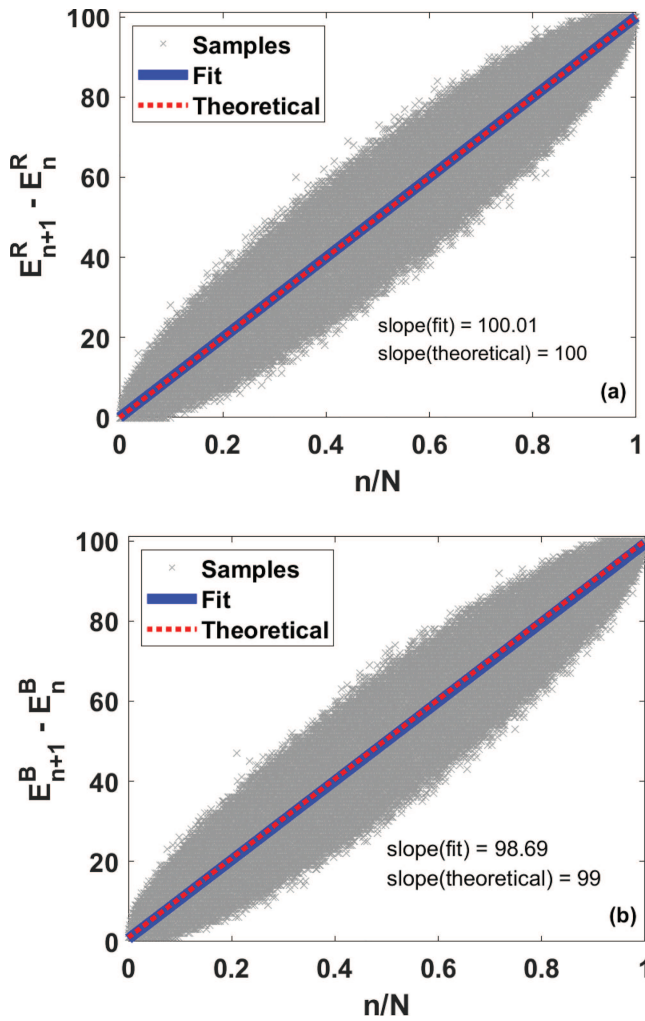 100
80
60
40
20
0
E^R_{n+1} - E^R_n
Samples
Fit
Theoretical
slope(fit) = 100.01
slope(theoretical) = 100
(a)
0 0.2 0.4 0.6 0.8 1
n/N
100
80
60
40
20
0
E^B_{n+1} - E^B_n
Samples
Fit
Theoretical
slope(fit) = 98.69
slope(theoretical) = 99
(b)
0 0.2 0.4 0.6 0.8 1
n/N